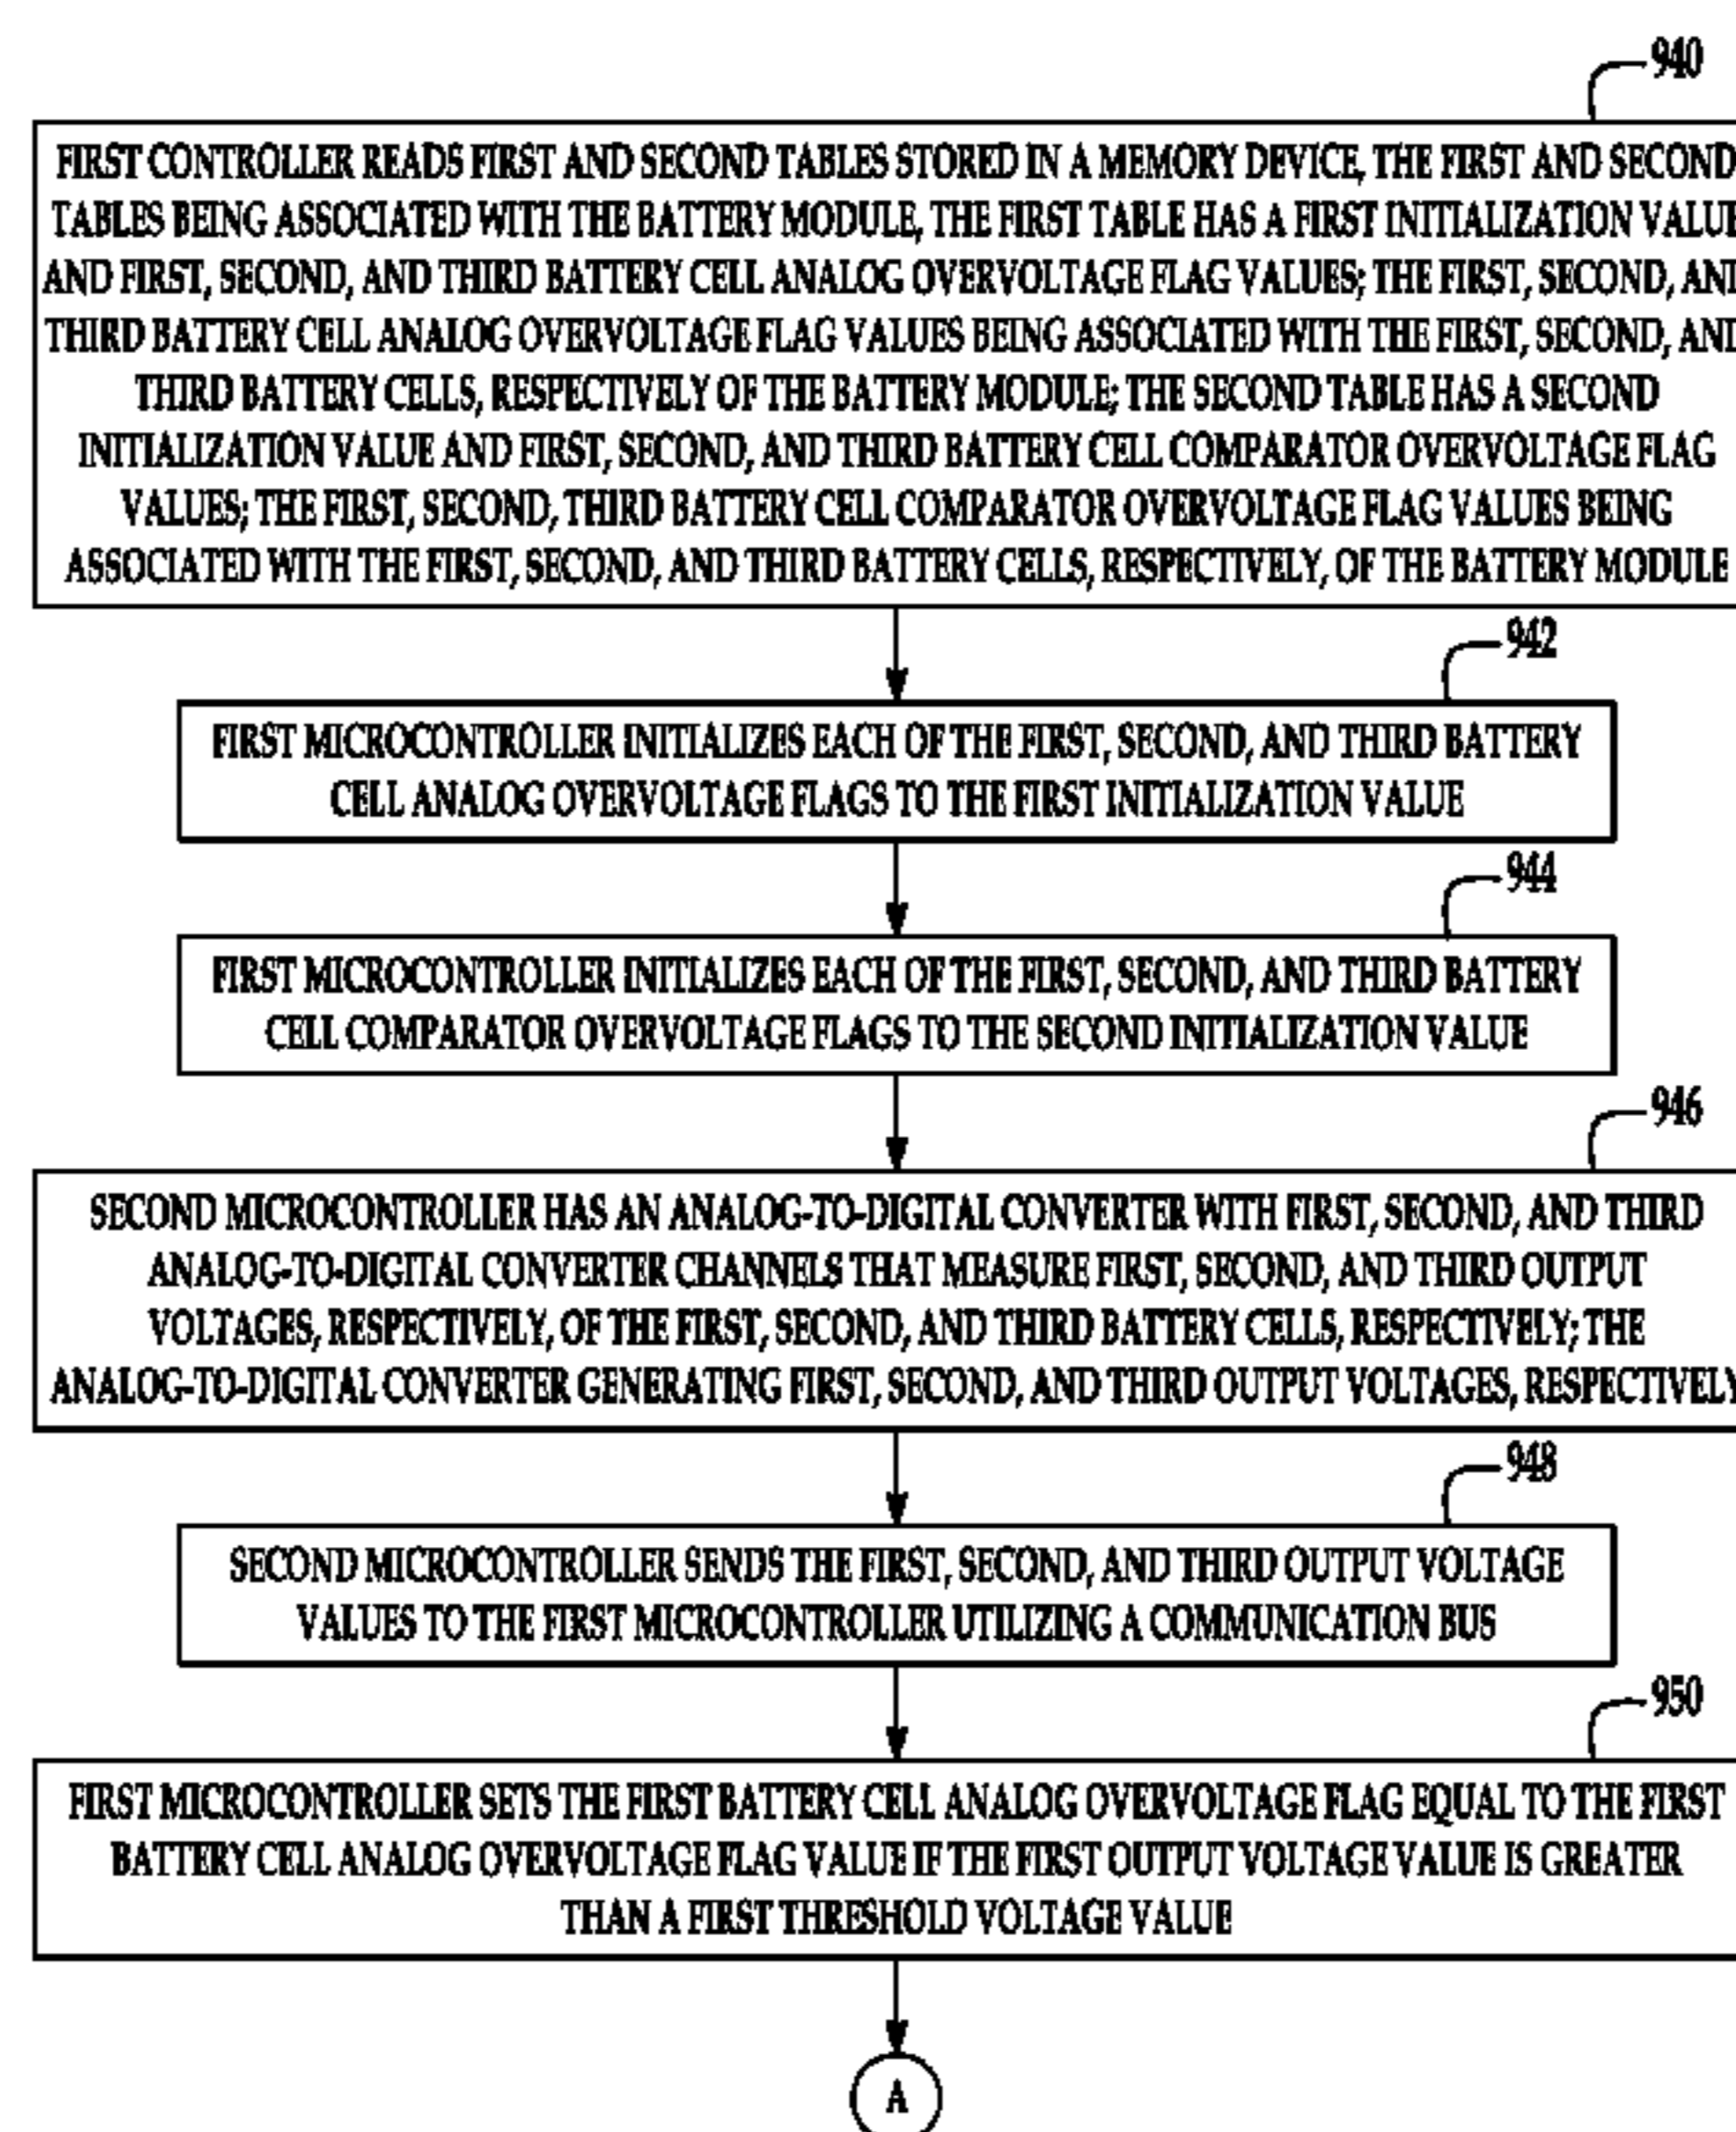 940
FIRST CONTROLLER READS FIRST AND SECOND TABLES STORED IN A MEMORY DEVICE, THE FIRST AND SECOND
TABLES BEING ASSOCIATED WITH THE BATTERY MODULE, THE FIRST TABLE HAS A FIRST INITIALIZATION VALUE
AND FIRST, SECOND, AND THIRD BATTERY CELL ANALOG OVERVOLTAGE FLAG VALUES; THE FIRST, SECOND, AND
THIRD BATTERY CELL ANALOG OVERVOLTAGE FLAG VALUES BEING ASSOCIATED WITH THE FIRST, SECOND, AND
THIRD BATTERY CELLS, RESPECTIVELY OF THE BATTERY MODULE; THE SECOND TABLE HAS A SECOND
INITIALIZATION VALUE AND FIRST, SECOND, AND THIRD BATTERY CELL COMPARATOR OVERVOLTAGE FLAG
VALUES; THE FIRST, SECOND, THIRD BATTERY CELL COMPARATOR OVERVOLTAGE FLAG VALUES BEING
ASSOCIATED WITH THE FIRST, SECOND, AND THIRD BATTERY CELLS, RESPECTIVELY, OF THE BATTERY MODULE
942
FIRST MICROCONTROLLER INITIALIZES EACH OF THE FIRST, SECOND, AND THIRD BATTERY
CELL ANALOG OVERVOLTAGE FLAGS TO THE FIRST INITIALIZATION VALUE
944
FIRST MICROCONTROLLER INITIALIZES EACH OF THE FIRST, SECOND, AND THIRD BATTERY
CELL COMPARATOR OVERVOLTAGE FLAGS TO THE SECOND INITIALIZATION VALUE
946
SECOND MICROCONTROLLER HAS AN ANALOG-TO-DIGITAL CONVERTER WITH FIRST, SECOND, AND THIRD
ANALOG-TO-DIGITAL CONVERTER CHANNELS THAT MEASURE FIRST, SECOND, AND THIRD OUTPUT
VOLTAGES, RESPECTIVELY, OF THE FIRST, SECOND, AND THIRD BATTERY CELLS, RESPECTIVELY; THE
ANALOG-TO-DIGITAL CONVERTER GENERATING FIRST, SECOND, AND THIRD OUTPUT VOLTAGES, RESPECTIVELY
948
SECOND MICROCONTROLLER SENDS THE FIRST, SECOND, AND THIRD OUTPUT VOLTAGE
VALUES TO THE FIRST MICROCONTROLLER UTILIZING A COMMUNICATION BUS
950
FIRST MICROCONTROLLER SETS THE FIRST BATTERY CELL ANALOG OVERVOLTAGE FLAG EQUAL TO THE FIRST
BATTERY CELL ANALOG OVERVOLTAGE FLAG VALUE IF THE FIRST OUTPUT VOLTAGE VALUE IS GREATER
THAN A FIRST THRESHOLD VOLTAGE VALUE
A